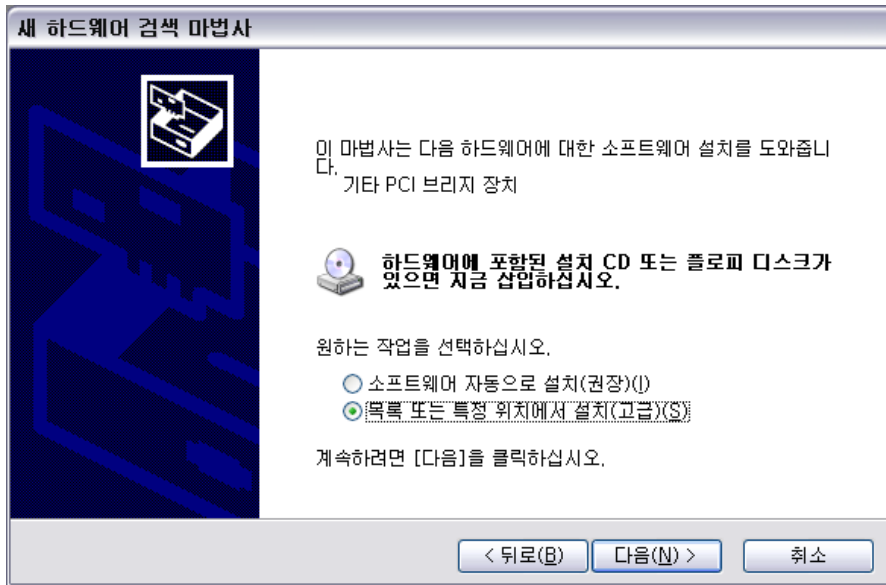 새 하드웨어 검색 마법사
이 마법사는 다음 하드웨어에 대한 소프트웨어 설치를 도와줍니
다.
기타 PCI 브리지 장치
하드웨어에 포함된 설치 CD 또는 플로피 디스크가
있으면 지금 삽입하십시오.
원하는 작업을 선택하십시오.
소프트웨어 자동으로 설치(권장)(I)
목록 또는 특정 위치에서 설치(고급)(S)
계속하려면 [다음]을 클릭하십시오.
< 뒤로(B) 다음(N) > 취소